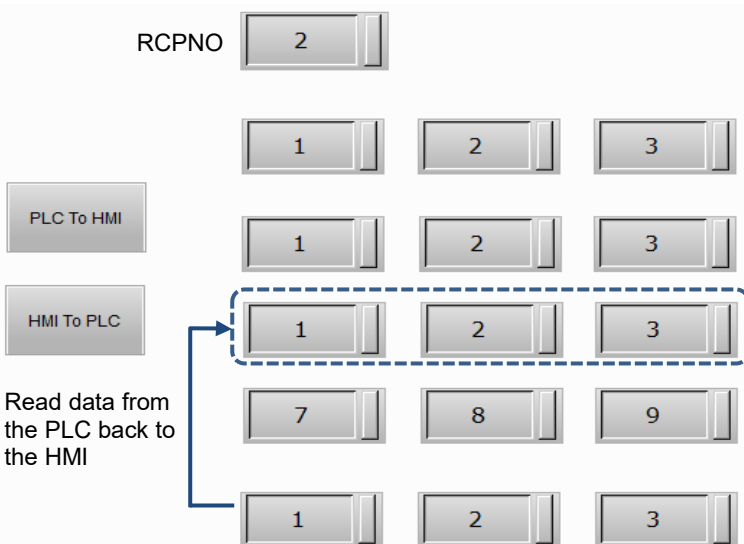 RCPNO 2
1 2 3
PLC To HMI
1 2 3
HMI To PLC
1 2 3
Read data from
the PLC back to
the HMI
7 8 9
1 2 3